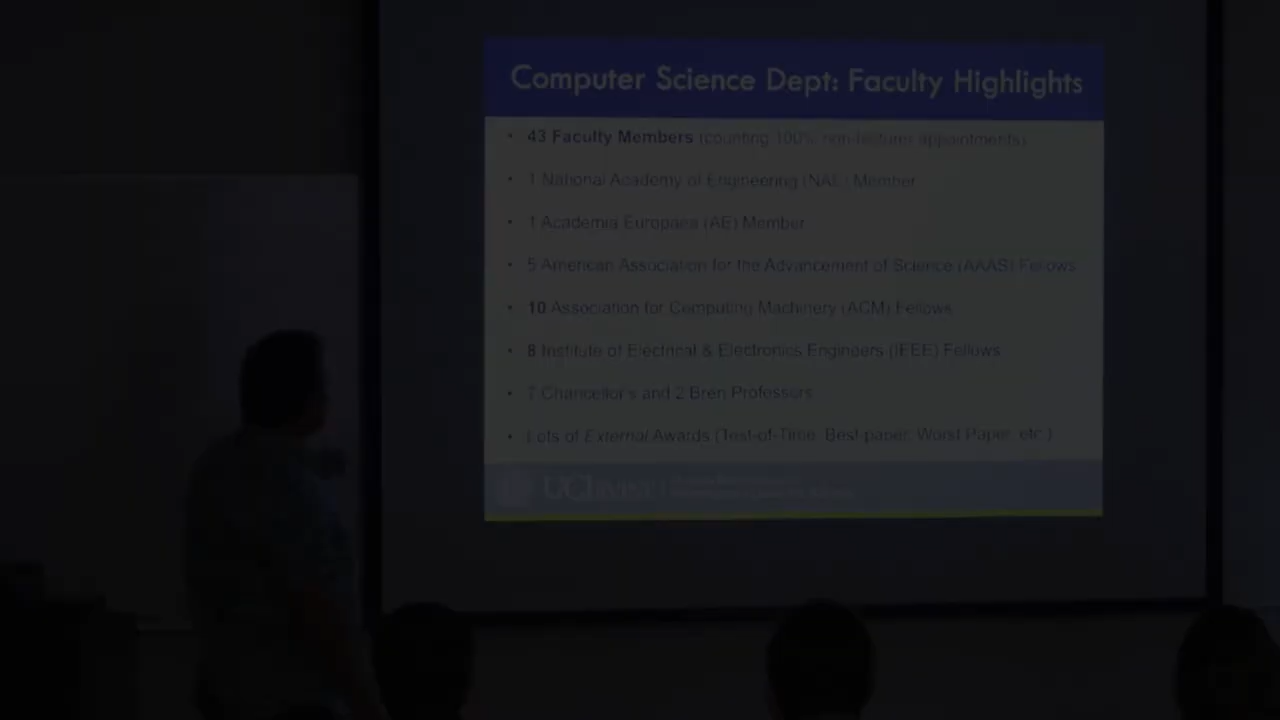 Computer Science Dept: Faculty Highlights
• 43 Faculty Members (counting 100% non-lecturer appointments)
• 1 National Academy of Engineering (NAE) Member
• 1 Academia Europaea (AE) Member
• 5 American Association for the Advancement of Science (AAAS) Fellows
• 10 Association for Computing Machinery (ACM) Fellows
• 8 Institute of Electrical & Electronics Engineers (IEEE) Fellows
• 7 Chancellor's and 2 Bren Professors
• Lots of External Awards (Test-of-Time, Best-paper, Worst Paper, etc.)
UCI